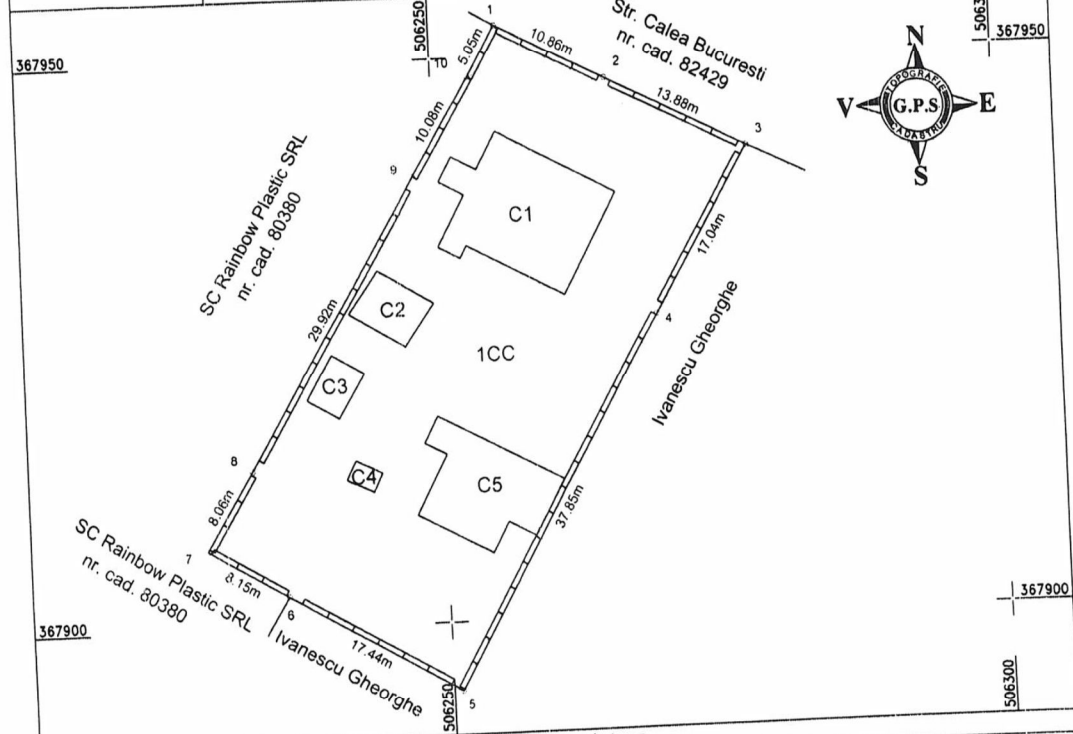 506250
1
Str. Calea Bucuresti
nr. cad. 82429
367950
367950
10
5.05m
10.86m
2
13.88m
3
N
V
TOPOGRAFIE
G.P.S.
CADASTRU
E
S
10.08m
9
SC Rainbow Plastic SRL
nr. cad. 80380
C1
17.04m
C2
29.92m
4
Ivanescu Gheorghe
1CC
C3
8
C4
C5
37.85m
8.06m
7
SC Rainbow Plastic SRL
nr. cad. 80380
8.15m
6
17.44m
Ivanescu Gheorghe
367900
367900
506250
5
506300